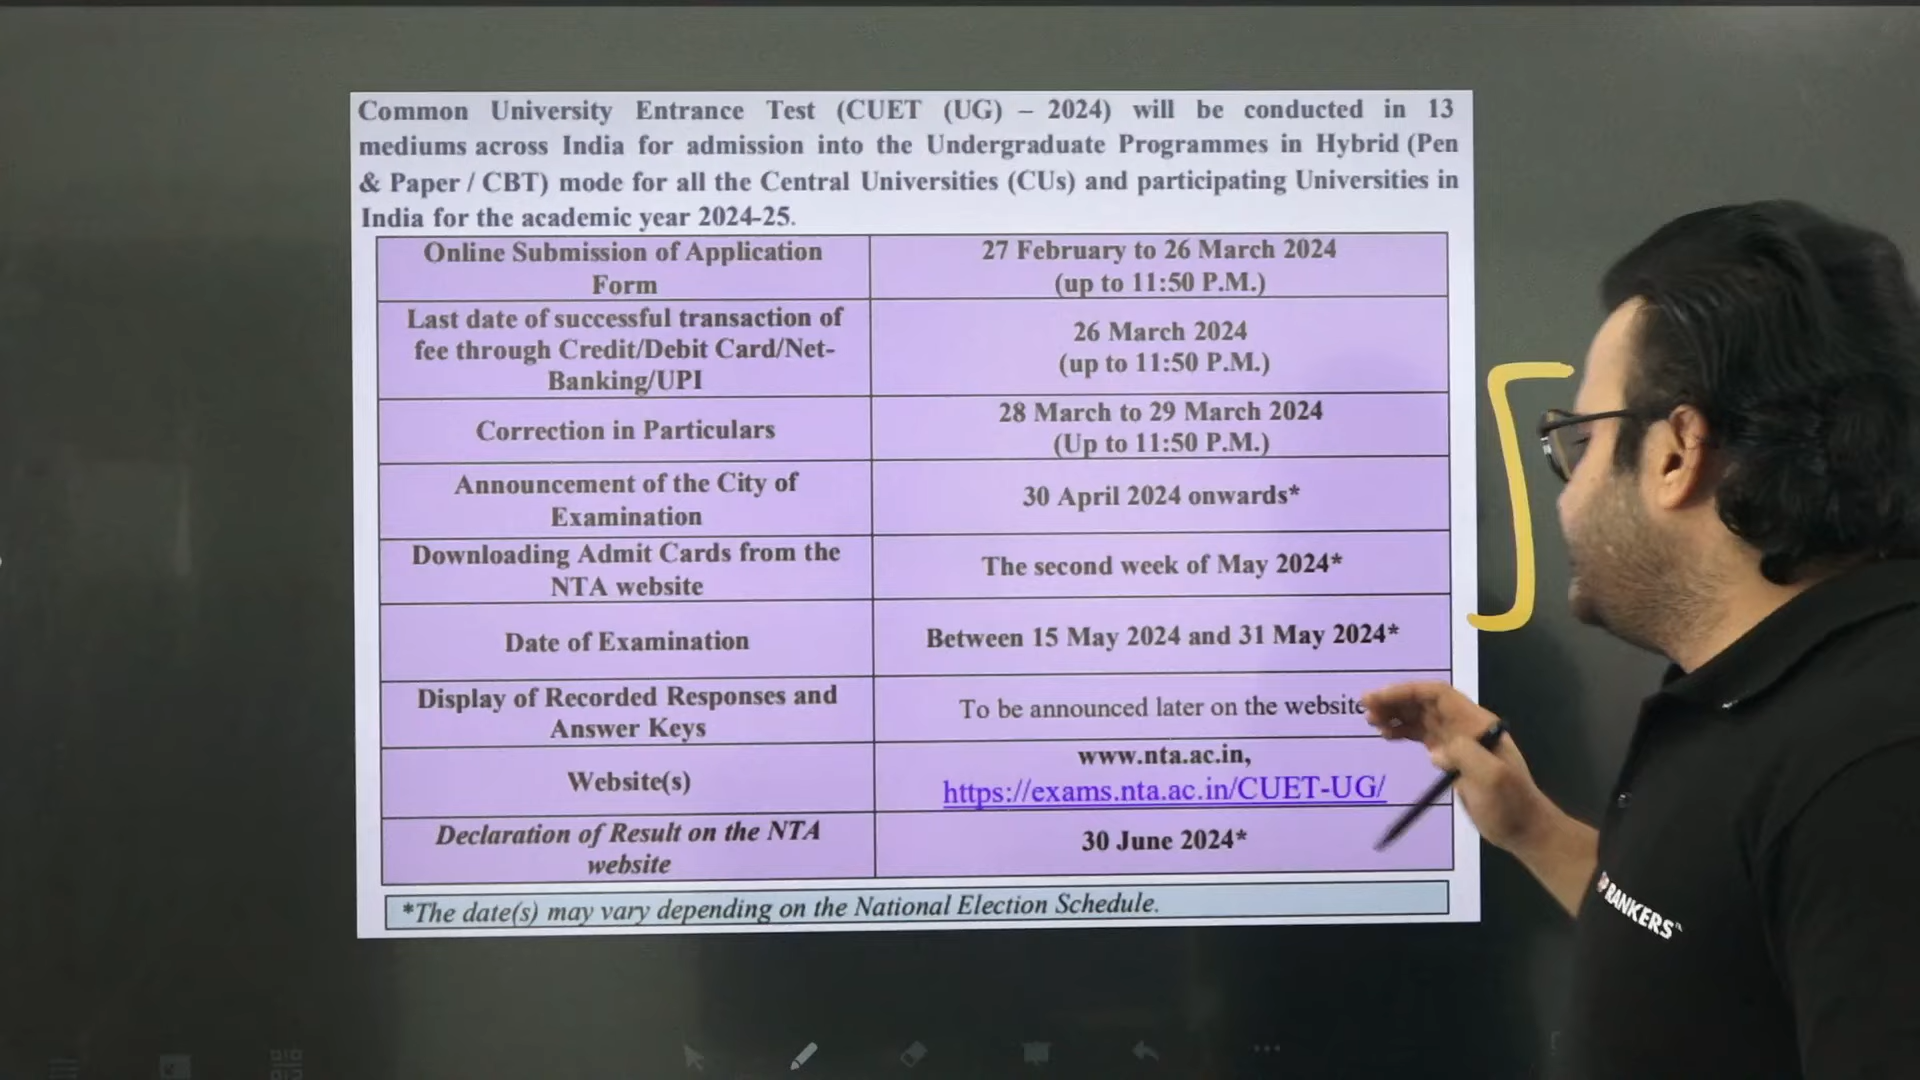 Common University Entrance Test (CUET (UG) – 2024) will be conducted in 13
mediums across India for admission into the Undergraduate Programmes in Hybrid (Pen
& Paper / CBT) mode for all the Central Universities (CUs) and participating Universities in
India for the academic year 2024-25.
Online Submission of Application
Form
27 February to 26 March 2024
(up to 11:50 P.M.)
Last date of successful transaction of
fee through Credit/Debit Card/Net-
Banking/UPI
26 March 2024
(up to 11:50 P.M.)
Correction in Particulars
28 March to 29 March 2024
(Up to 11:50 P.M.)
Announcement of the City of
Examination
30 April 2024 onwards*
Downloading Admit Cards from the
NTA website
The second week of May 2024*
Date of Examination
Between 15 May 2024 and 31 May 2024*
Display of Recorded Responses and
Answer Keys
To be announced later on the website
Website(s)
www.nta.ac.in,
https://exams.nta.ac.in/CUET-UG/
Declaration of Result on the NTA
website
30 June 2024*
*The date(s) may vary depending on the National Election Schedule.
RANKERS